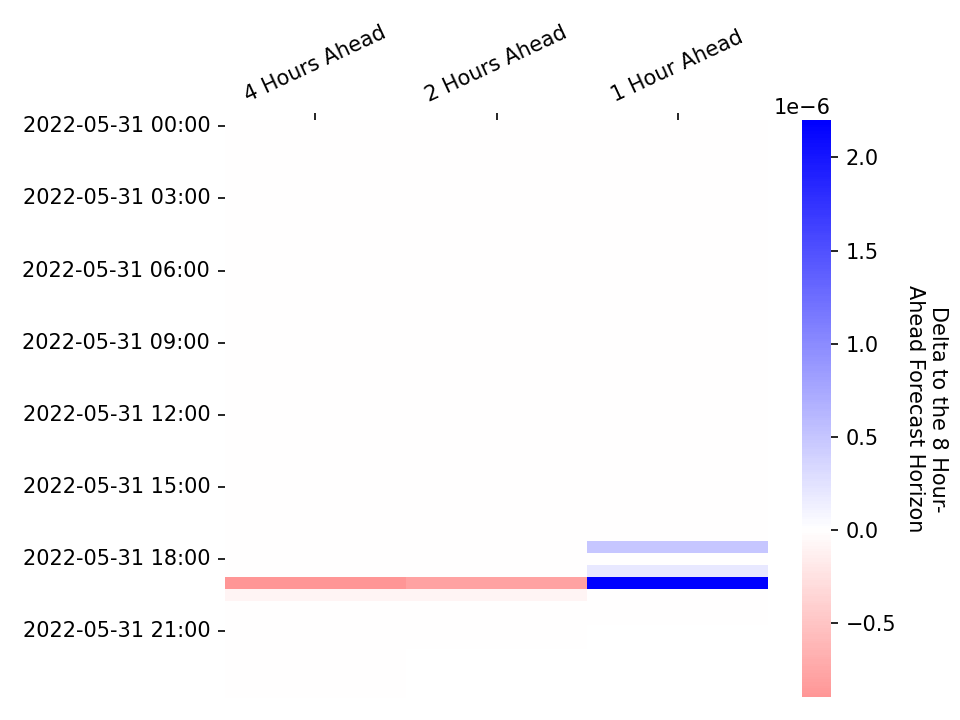 4 Hours Ahead
2 Hours Ahead
1 Hour Ahead
1e−6
2022-05-31 00:00
2022-05-31 03:00
2022-05-31 06:00
2022-05-31 09:00
2022-05-31 12:00
2022-05-31 15:00
2022-05-31 18:00
2022-05-31 21:00
2.0
1.5
1.0
0.5
0.0
−0.5
Delta to the 8 Hour-
Ahead Forecast Horizon